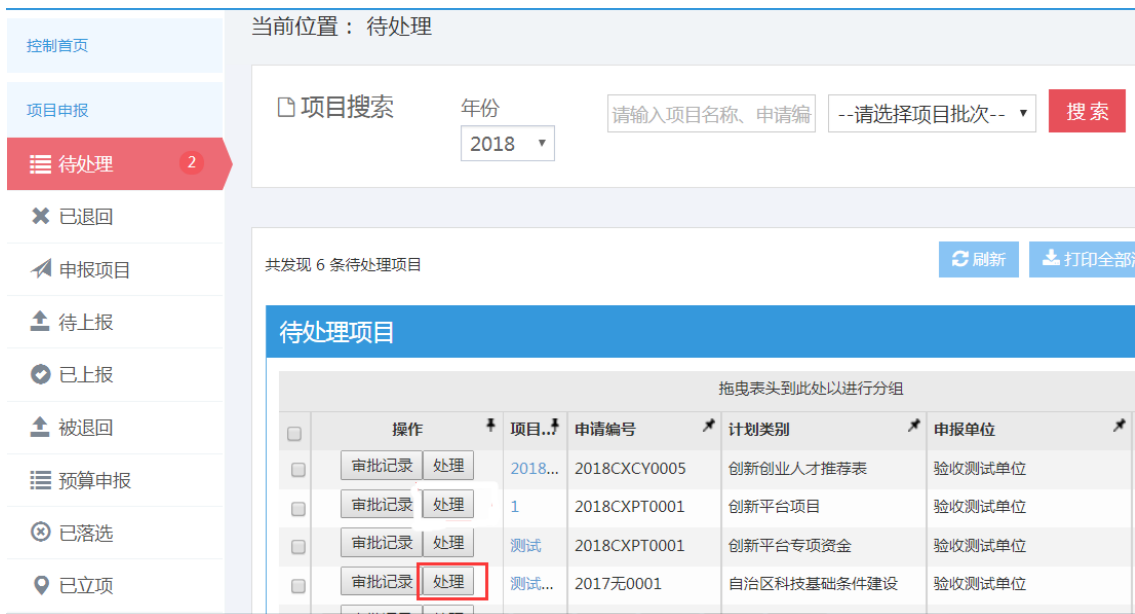 当前位置： 待处理
控制首页
项目申报
待处理 2
已退回
申报项目
待上报
已上报
被退回
预算申报
已落选
已立项
项目搜索 年份 请输入项目名称、申请编 --请选择项目批次-- 搜索
2018
共发现 6 条待处理项目 刷新 打印全部
待处理项目
拖曳表头到此处以进行分组
操作 项目... 申请编号 计划类别 申报单位
审批记录 处理 2018... 2018CXCY0005 创新创业人才推荐表 验收测试单位
审批记录 处理 1 2018CXPT0001 创新平台项目 验收测试单位
审批记录 处理 测试 2018CXPT0001 创新平台专项资金 验收测试单位
审批记录 处理 测试... 2017无0001 自治区科技基础条件建设 验收测试单位